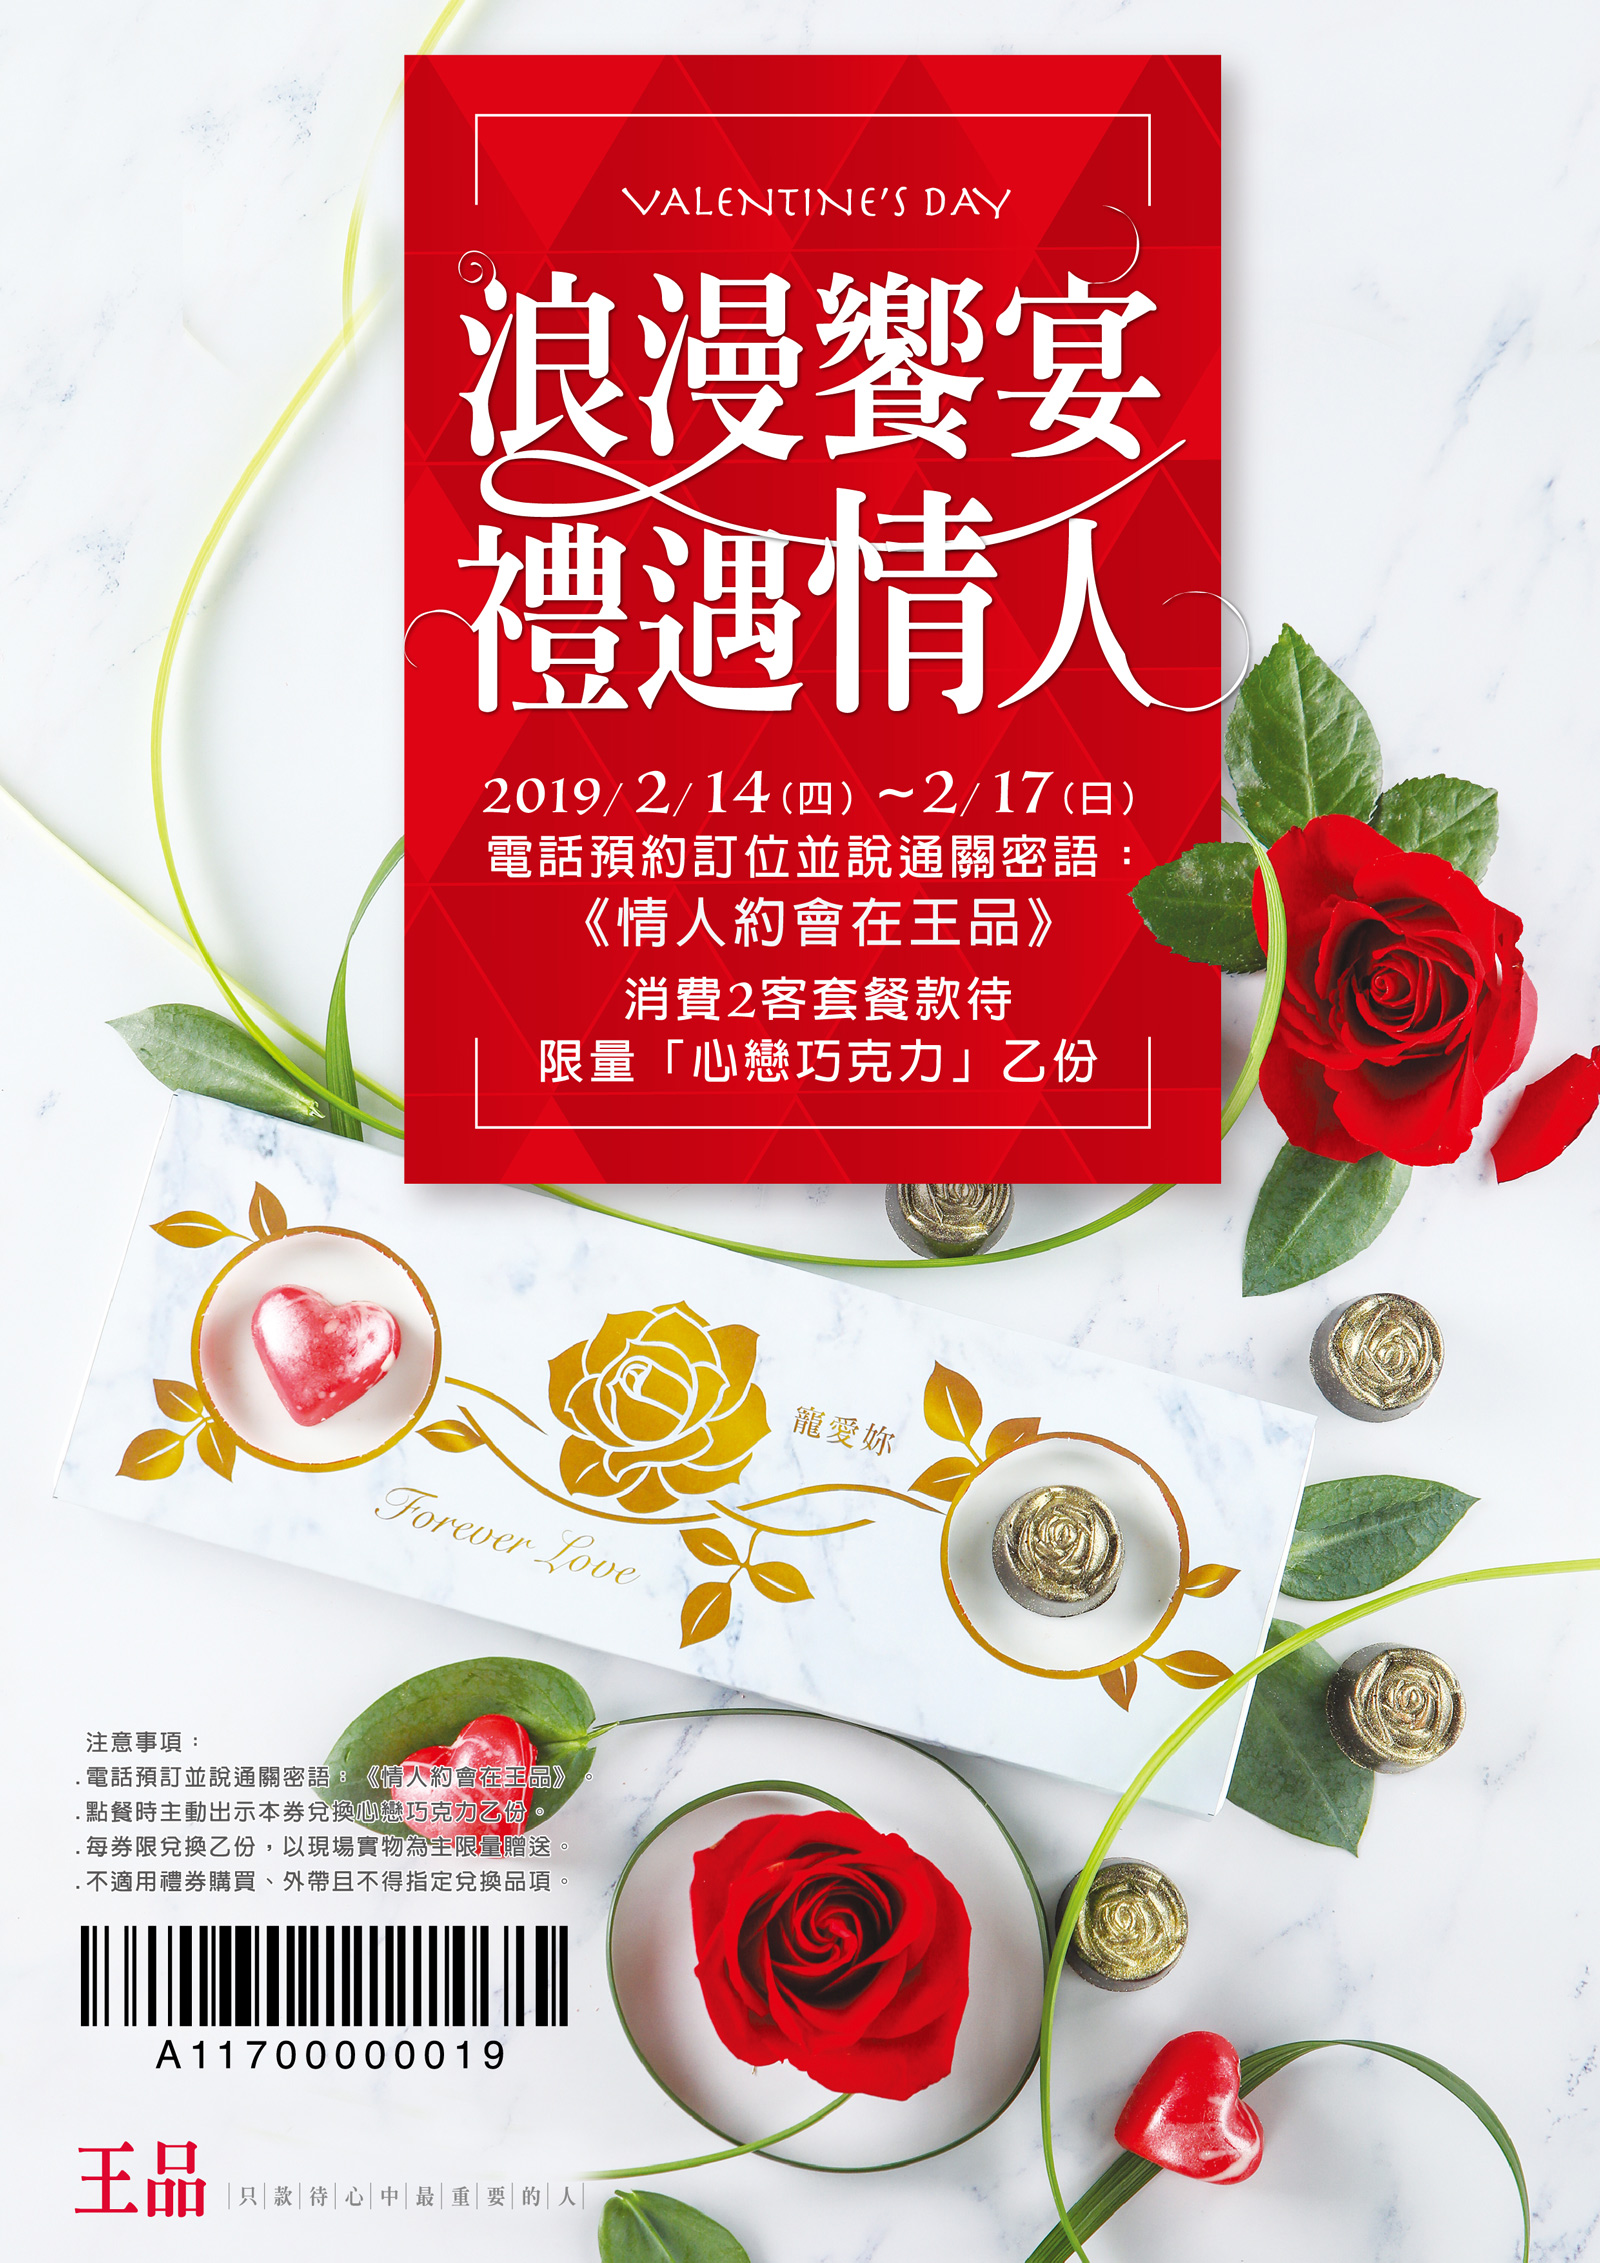 VALENTINE'S DAY
浪漫饗宴
禮遇情人
2019/2/14(四)~2/17(日)
電話預約訂位並說通關密語：
《情人約會在王品》
消費2客套餐款待
限量「心戀巧克力」乙份
寵愛妳
Forever Love
注意事項：
.電話預訂並說通關密語：《情人約會在王品》。
.點餐時主動出示本券兌換心戀巧克力乙份。
.每券限兌換乙份，以現場實物為主限量贈送。
.不適用禮券購買、外帶且不得指定兌換品項。
A11700000019
王品 |只|款|待|心|中|最|重|要|的|人|